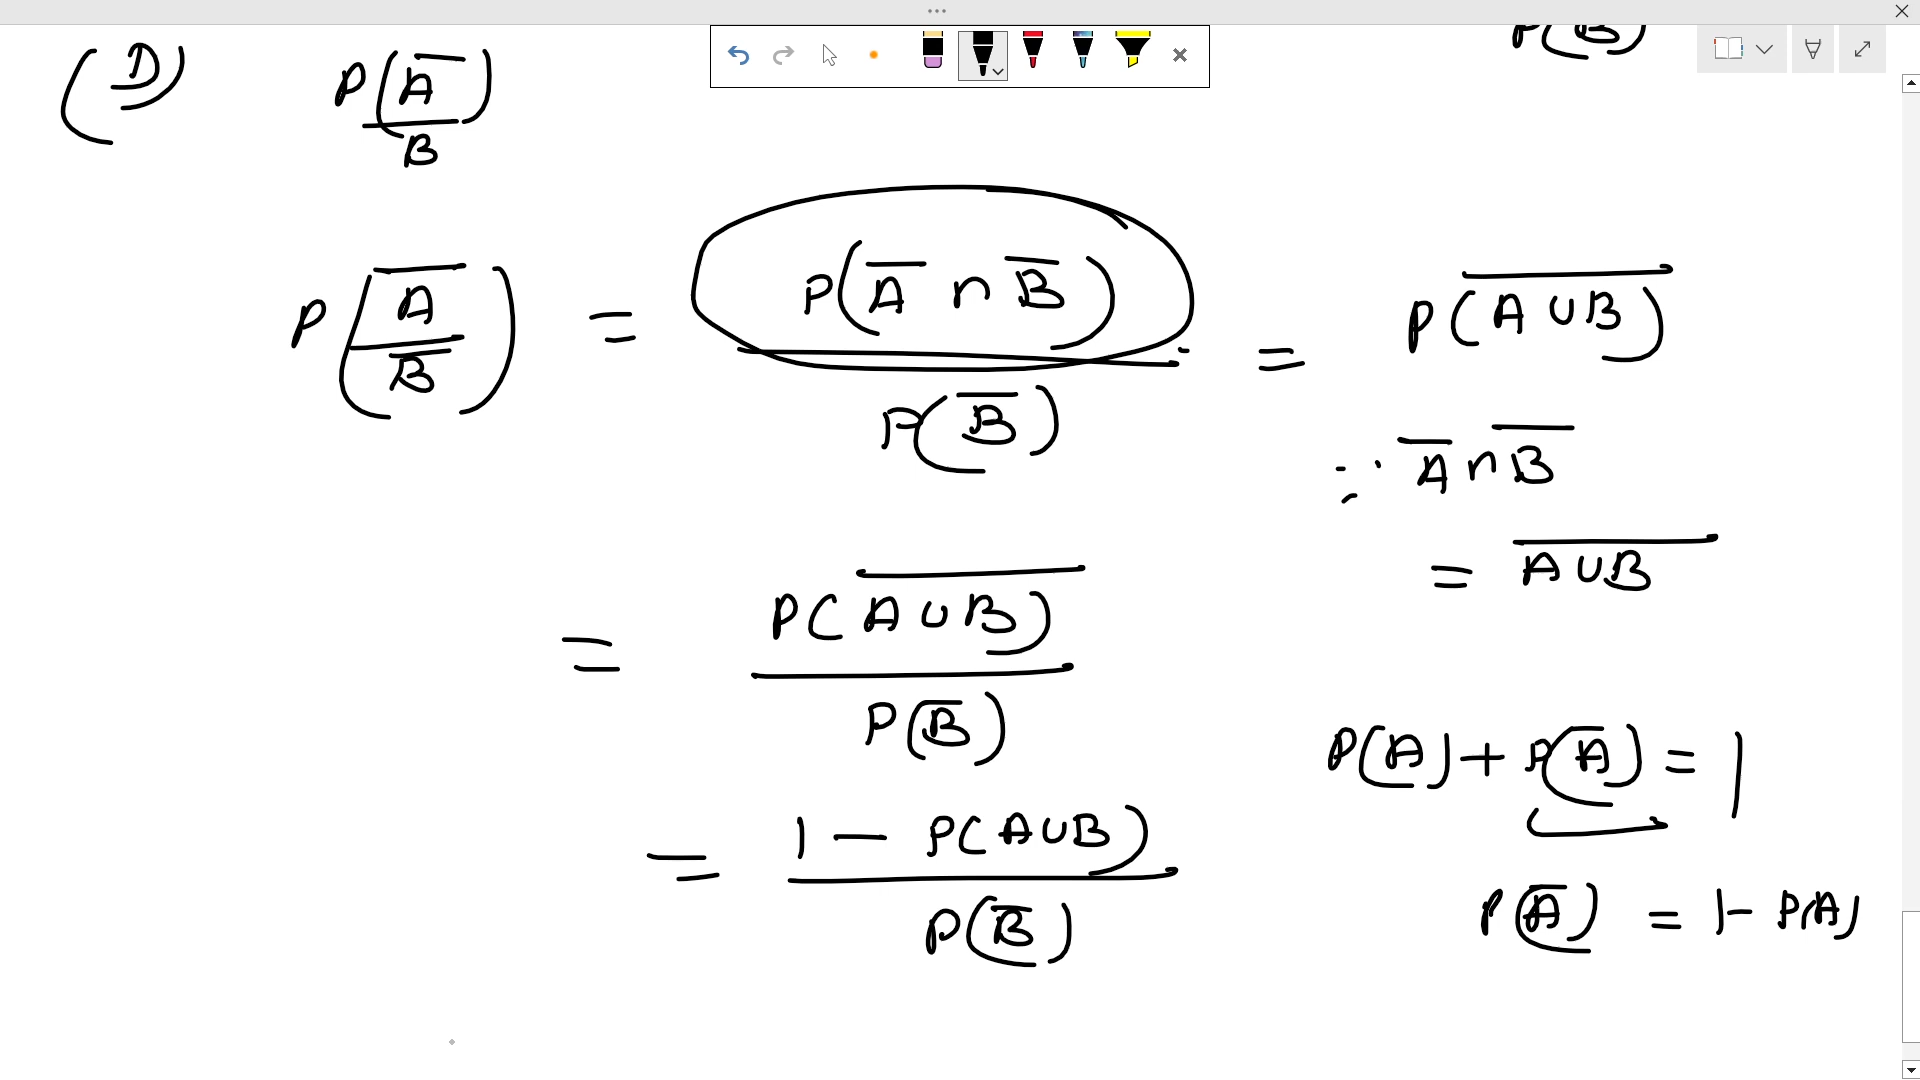 P(B)
(D) P(A̅/B)
P(A̅/B̅) = P(A̅ ∩ B̅) / P(B̅) = P(A̅ ∪ B̅)
∵ A̅ ∩ B̅
= A̅ ∪̅ B̅
= P(A̅ ∪̅ B̅) / P(B̅)
P(A) + P(A̅) = 1
= 1 − P(A∪B) / P(B̅)
P(A̅) = 1 − P(A)